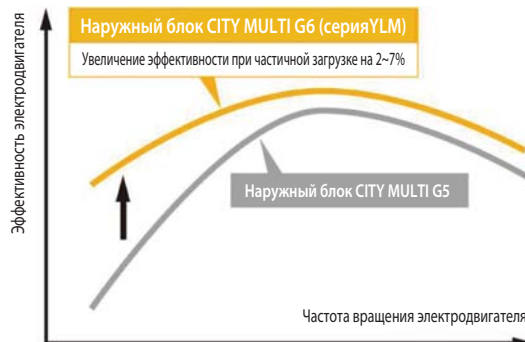 Эффективность электродвигателя
Наружный блок CITY MULTI G6 (серияYLM)
Увеличение эффективности при частичной загрузке на 2~7%
Наружный блок CITY MULTI G5
Частота вращения электродвигателя